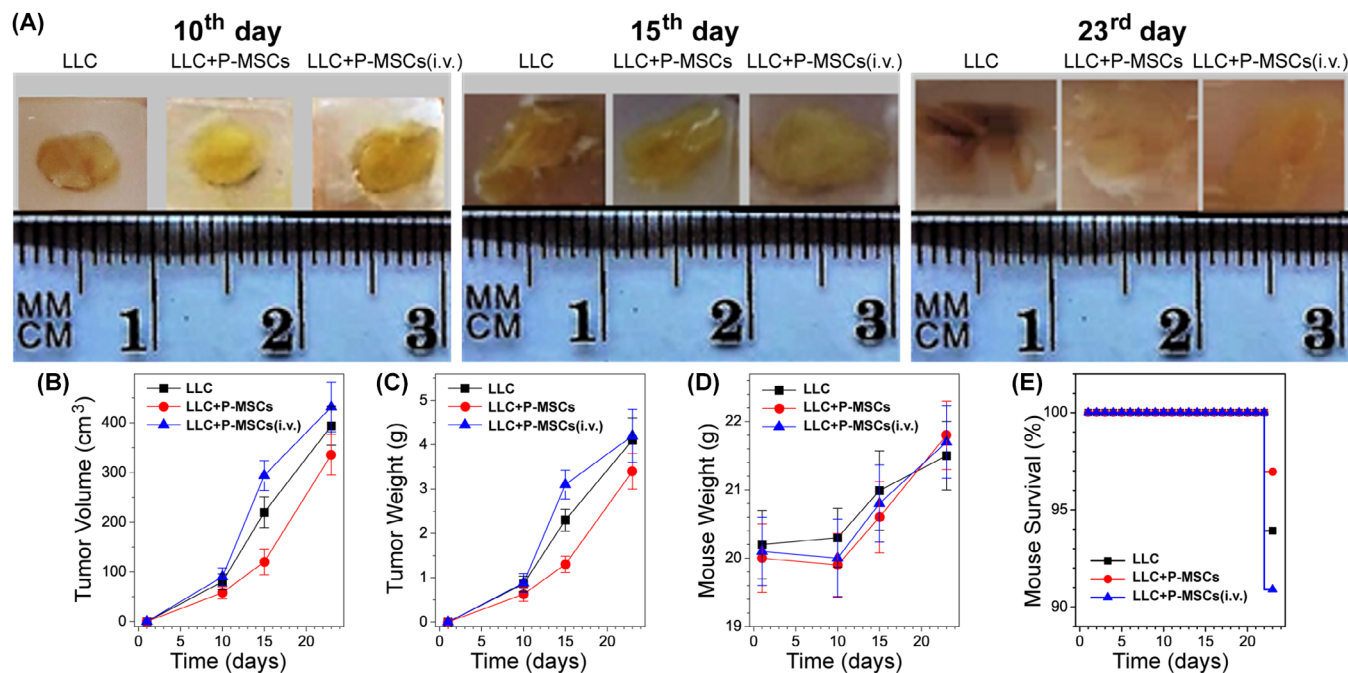 (A)
10th day
15th day
23rd day
LLC LLC+P-MSCs LLC+P-MSCs(i.v.)
LLC LLC+P-MSCs LLC+P-MSCs(i.v.)
LLC LLC+P-MSCs LLC+P-MSCs(i.v.)
MM
CM 1 2 3
MM
CM 1 2 3
MM
CM 1 2 3
(B)
Tumor Volume (cm3)
400
300
200
100
0
LLC
LLC+P-MSCs
LLC+P-MSCs(i.v.)
0 10 15 20
Time (days)
(C)
Tumor Weight (g)
5
4
3
2
1
0
LLC
LLC+P-MSCs
LLC+P-MSCs(i.v.)
0 10 15 20
Time (days)
(D)
Mouse Weight (g)
22
21
20
19
LLC
LLC+P-MSCs
LLC+P-MSCs(i.v.)
0 10 15 20
Time (days)
(E)
Mouse Survival (%)
100
95
90
LLC
LLC+P-MSCs
LLC+P-MSCs(i.v.)
0 5 10 15 20
Time (days)